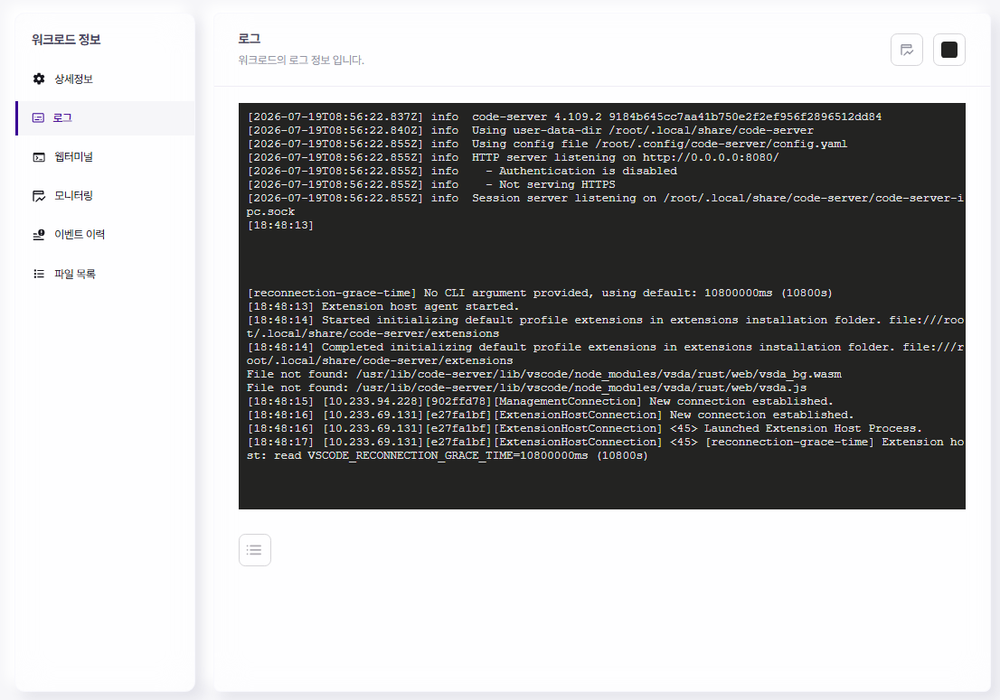 워크로드 정보
상세정보
로그
웹터미널
모니터링
이벤트 이력
파일 목록
로그
워크로드의 로그 정보 입니다.
[2026-07-19T08:56:22.837Z] info  code-server 4.109.2 9184b645cc7aa41b750e2f2ef956f2896512dd84
[2026-07-19T08:56:22.840Z] info  Using user-data-dir /root/.local/share/code-server
[2026-07-19T08:56:22.855Z] info  Using config file /root/.config/code-server/config.yaml
[2026-07-19T08:56:22.855Z] info  HTTP server listening on http://0.0.0.0:8080/
[2026-07-19T08:56:22.855Z] info    - Authentication is disabled
[2026-07-19T08:56:22.855Z] info    - Not serving HTTPS
[2026-07-19T08:56:22.855Z] info  Session server listening on /root/.local/share/code-server/code-server-i
pc.sock
[18:48:13]
[reconnection-grace-time] No CLI argument provided, using default: 10800000ms (10800s)
[18:48:13] Extension host agent started.
[18:48:14] Started initializing default profile extensions in extensions installation folder. file:///roo
t/.local/share/code-server/extensions
[18:48:14] Completed initializing default profile extensions in extensions installation folder. file:///r
oot/.local/share/code-server/extensions
File not found: /usr/lib/code-server/lib/vscode/node_modules/vsda/rust/web/vsda_bg.wasm
File not found: /usr/lib/code-server/lib/vscode/node_modules/vsda/rust/web/vsda.js
[18:48:15] [10.233.94.228][902ffd78][ManagementConnection] New connection established.
[18:48:16] [10.233.69.131][e27fa1bf][ExtensionHostConnection] New connection established.
[18:48:16] [10.233.69.131][e27fa1bf][ExtensionHostConnection] <45> Launched Extension Host Process.
[18:48:17] [10.233.69.131][e27fa1bf][ExtensionHostConnection] <45> [reconnection-grace-time] Extension ho
st: read VSCODE_RECONNECTION_GRACE_TIME=10800000ms (10800s)